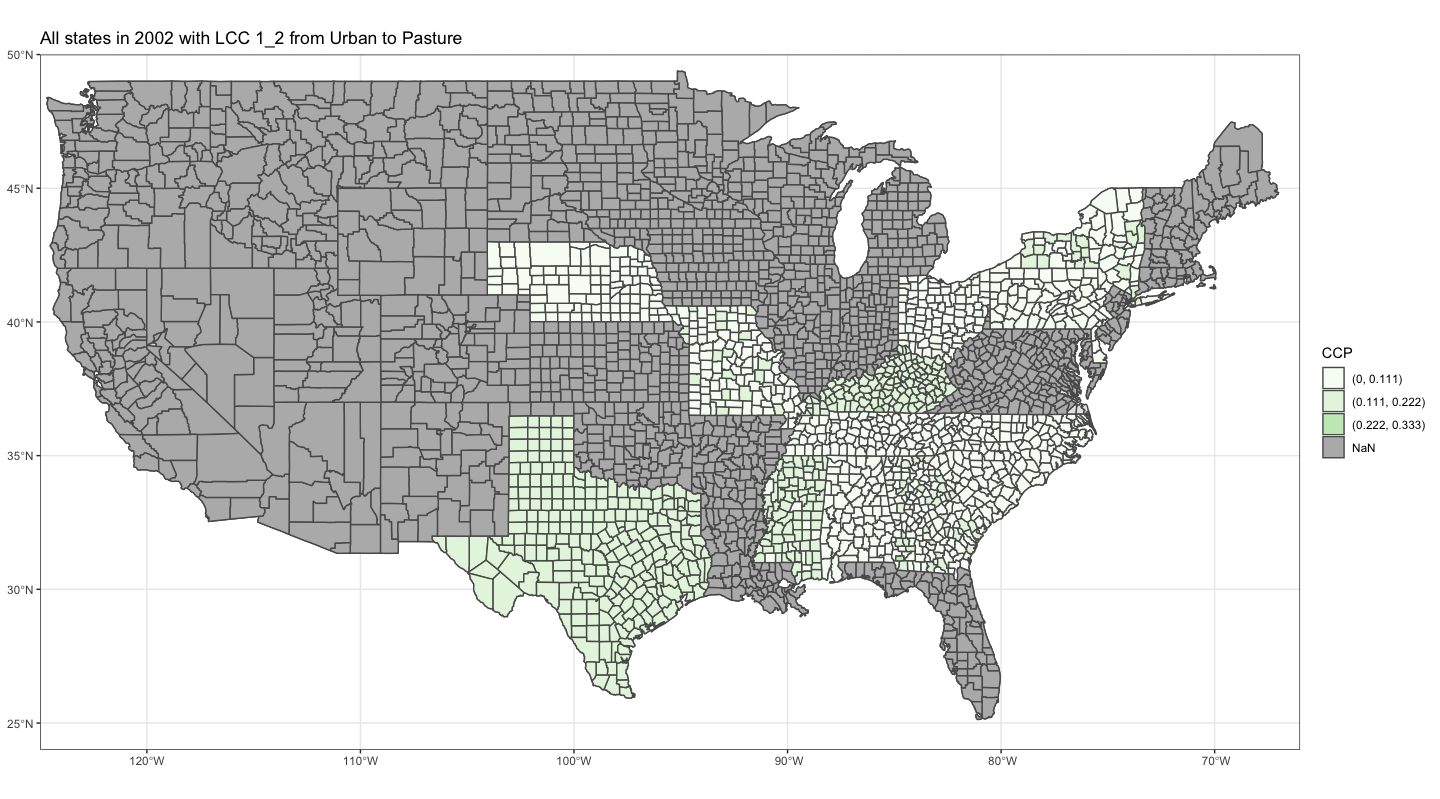 All states in 2002 with LCC 1_2 from Urban to Pasture
50°N
45°N
40°N
35°N
30°N
25°N
120°W
110°W
100°W
90°W
80°W
70°W
CCP
(0, 0.111)
(0.111, 0.222)
(0.222, 0.333)
NaN